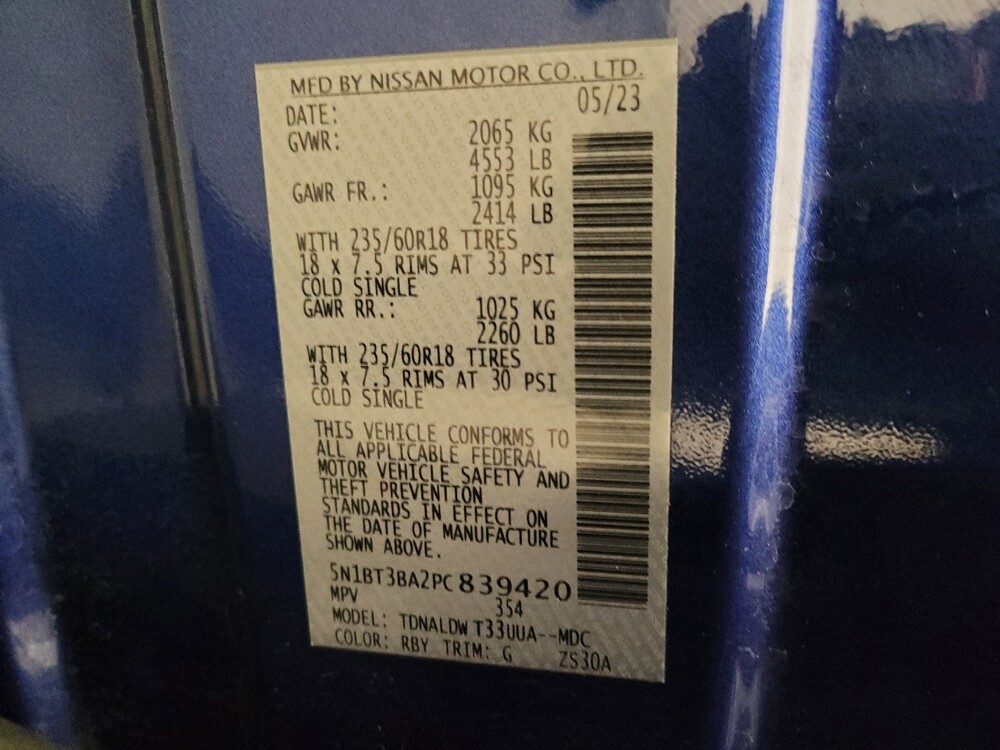 MFD BY NISSAN MOTOR CO., LTD.
DATE: 05/23
GVWR: 2065 KG
4553 LB
GAWR FR.: 1095 KG
2414 LB
WITH 235/60R18 TIRES
18 x 7.5 RIMS AT 33 PSI
COLD SINGLE
GAWR RR.: 1025 KG
2260 LB
WITH 235/60R18 TIRES
18 x 7.5 RIMS AT 30 PSI
COLD SINGLE
THIS VEHICLE CONFORMS TO
ALL APPLICABLE FEDERAL
MOTOR VEHICLE SAFETY AND
THEFT PREVENTION
STANDARDS IN EFFECT ON
THE DATE OF MANUFACTURE
SHOWN ABOVE.
5N1BT3BA2PC839420
MPV 354
MODEL: TDNALDW T33UUA--MDC
COLOR: RBY TRIM: G ZS30A